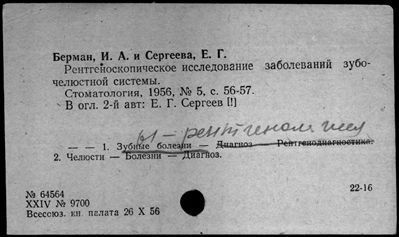 Берман, И. А. и Сергеева, Е. Г.
Рентгеноскопическое исследование заболеваний зубо-
челюстной системы.
Стоматология, 1956, № 5, с. 56-57.
В огл. 2-й авт: Е. Г. Сергеев [!]
— — 1. Зубные болезни — Диагноз — Рентгенодиагностика.
2. Челюсти — Болезни — Диагноз.
22-16
№ 64564
XXIV № 9700
Всесоюз. кн. палата 26 X 56